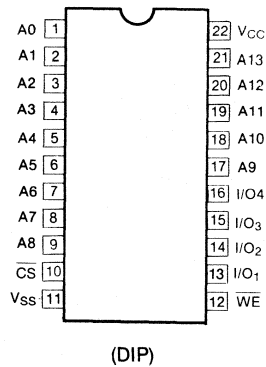 A0 1 22 VCC
A1 2 21 A13
A2 3 20 A12
A3 4 19 A11
A4 5 18 A10
A5 6 17 A9
A6 7 16 I/O4
A7 8 15 I/O3
A8 9 14 I/O2
C̅S̅ 10 13 I/O1
VSS 11 12 W̅E̅
(DIP)